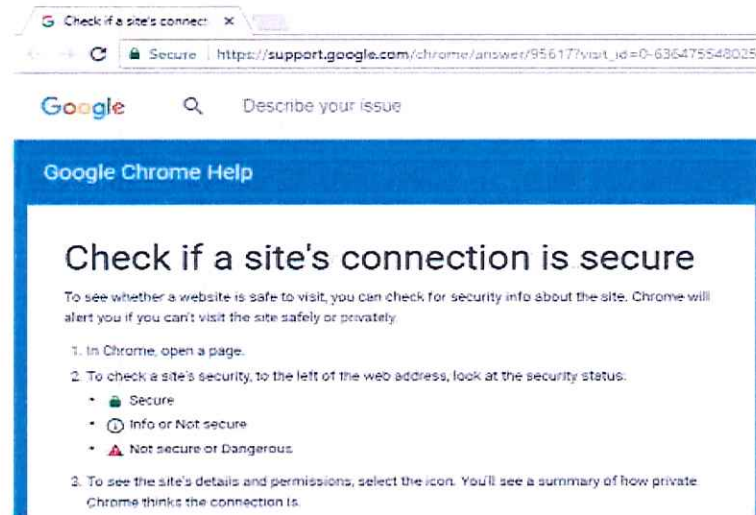 Check if a site's connect
Secure https://support.google.com/chrome/answer/95617?visit_id=0-636475548025
Google Describe your issue
Google Chrome Help
Check if a site's connection is secure
To see whether a website is safe to visit, you can check for security info about the site. Chrome will
alert you if you can't visit the site safely or privately.
1. In Chrome, open a page.
2. To check a site's security, to the left of the web address, look at the security status:
• Secure
• Info or Not secure
• Not secure or Dangerous
3. To see the site's details and permissions, select the icon. You'll see a summary of how private
Chrome thinks the connection is.